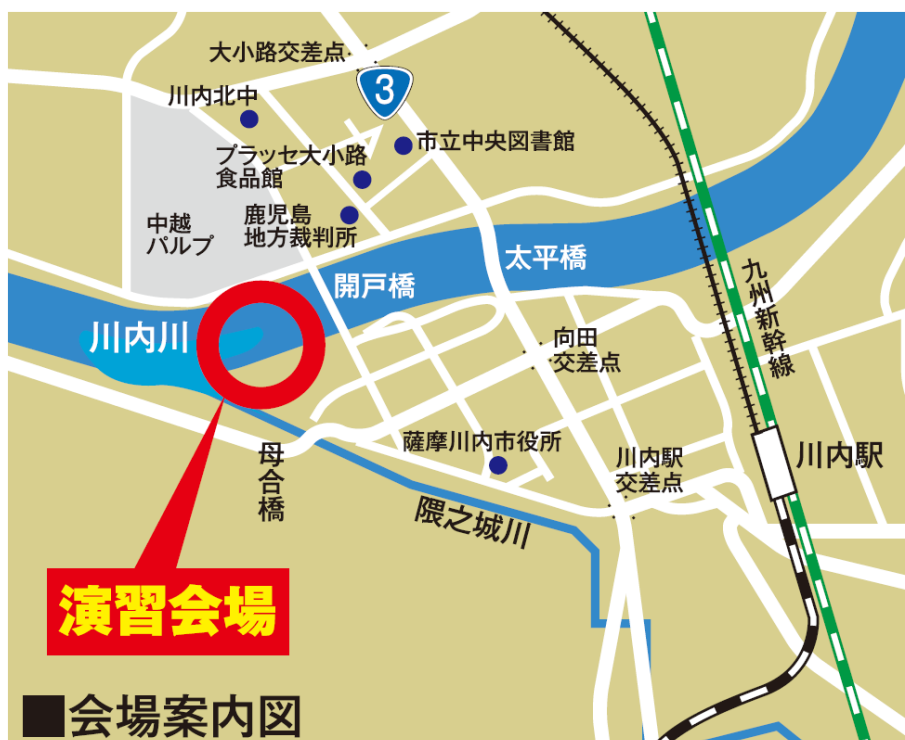 大小路交差点
3
川内北中
市立中央図書館
プラッセ大小路
食品館
中越
パルプ
鹿児島
地方裁判所
太平橋
開戸橋
九州新幹線
川内川
向田
交差点
薩摩川内市役所
川内駅
交差点
川内駅
母合橋
隈之城川
演習会場
■会場案内図